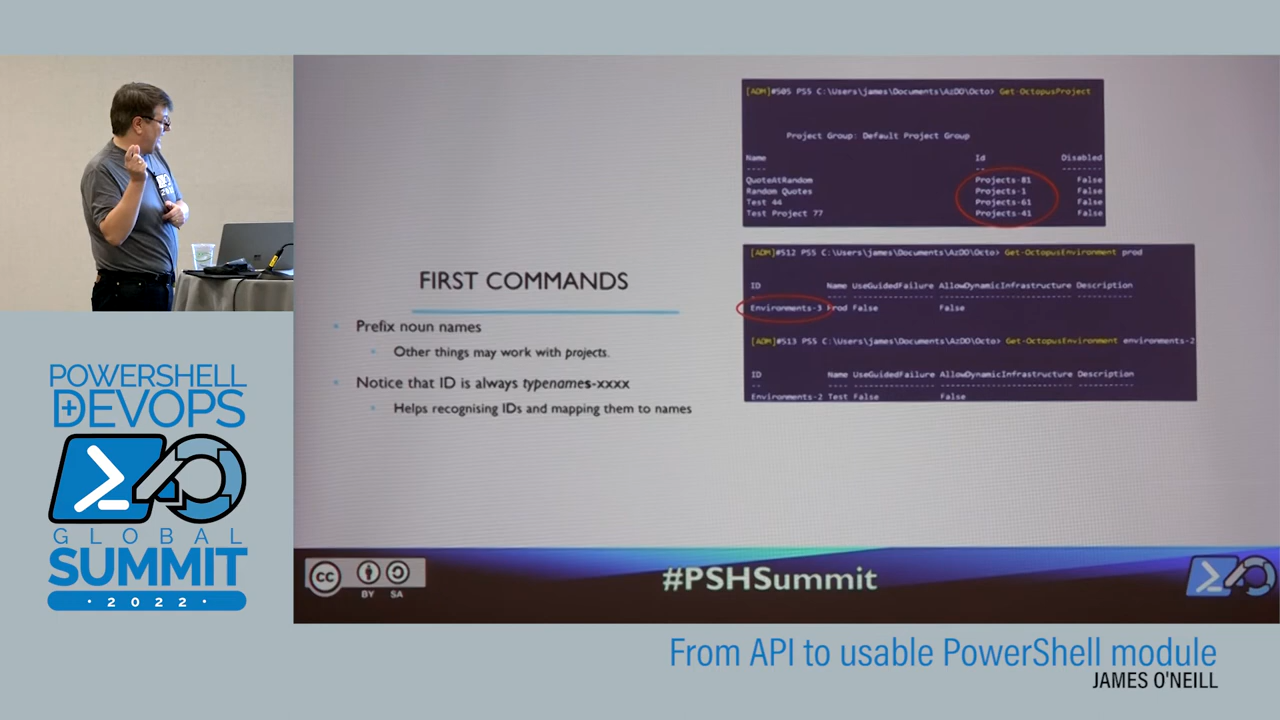 [ADM]#505 PS5 C:\Users\james\Documents\AzDO\Octo> Get-OctopusProject
Project Group: Default Project Group
Name Id Disabled
---- -- --------
QuoteAtRandom Projects-81 False
Random Quotes Projects-1 False
Test 44 Projects-61 False
Test Project 77 Projects-41 False
[ADM]#512 PS5 C:\Users\james\Documents\AzDO\Octo> Get-OctopusEnvironment prod
ID Name UseGuidedFailure AllowDynamicInfrastructure Description
-- ---- ---------------- -------------------------- -----------
Environments-3 Prod False False
[ADM]#513 PS5 C:\Users\james\Documents\AzDO\Octo> Get-OctopusEnvironment environments-2
ID Name UseGuidedFailure AllowDynamicInfrastructure Description
-- ---- ---------------- -------------------------- -----------
Environments-2 Test False False
FIRST COMMANDS
Prefix noun names
Other things may work with projects.
Notice that ID is always typenames-xxxx
Helps recognising IDs and mapping them to names
POWERSHELL
+ DEVOPS
GLOBAL
SUMMIT
· 2022 ·
cc BY SA
#PSHSummit
From API to usable PowerShell module
JAMES O'NEILL